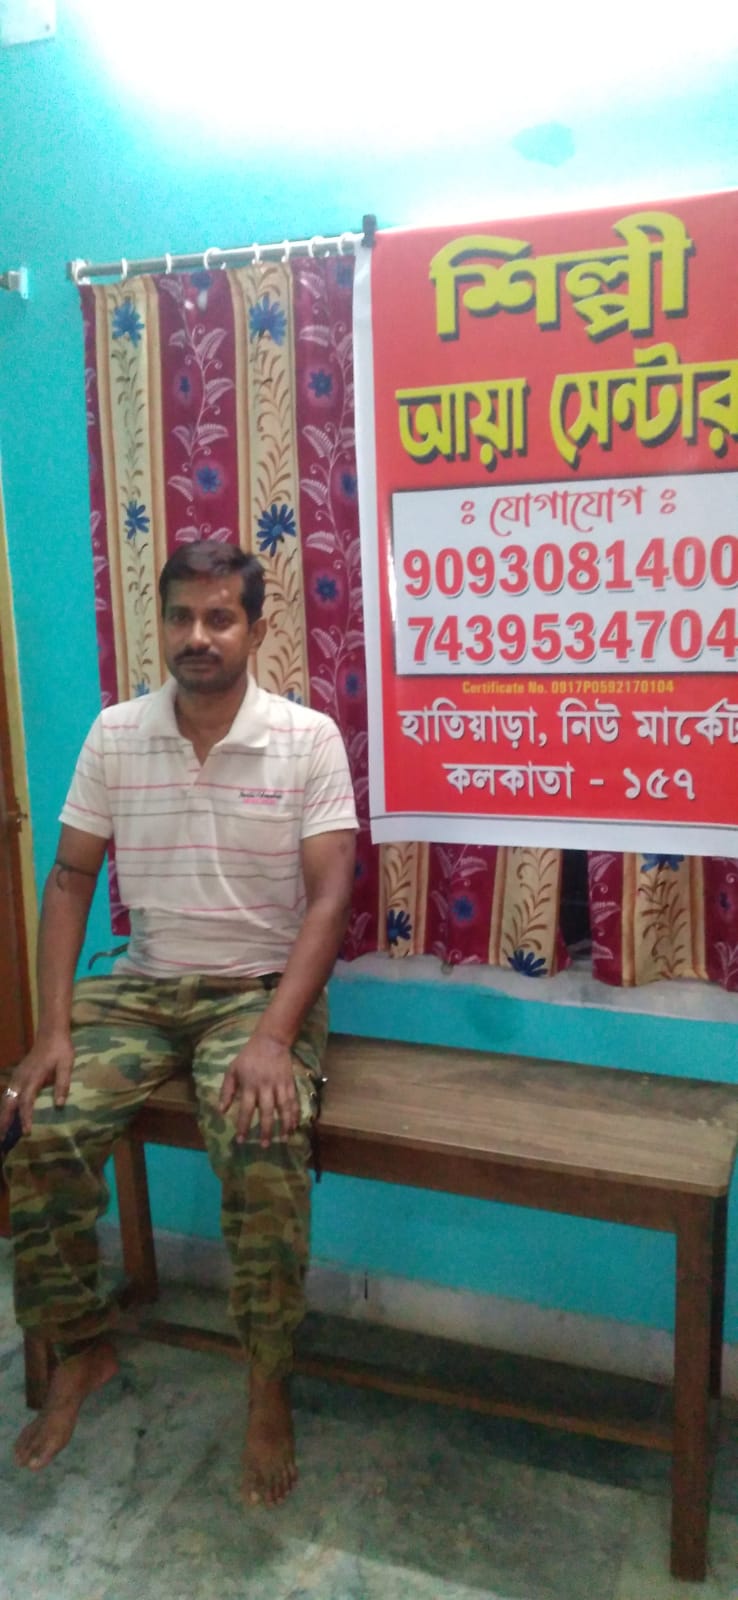 শিল্পী
আয়া সেন্টার
ঃ যোগাযোগ ঃ
9093081400
7439534704
Certificate No. 0917P0592170104
হাতিয়াড়া, নিউ মার্কেট
কলকাতা - ১৫৭